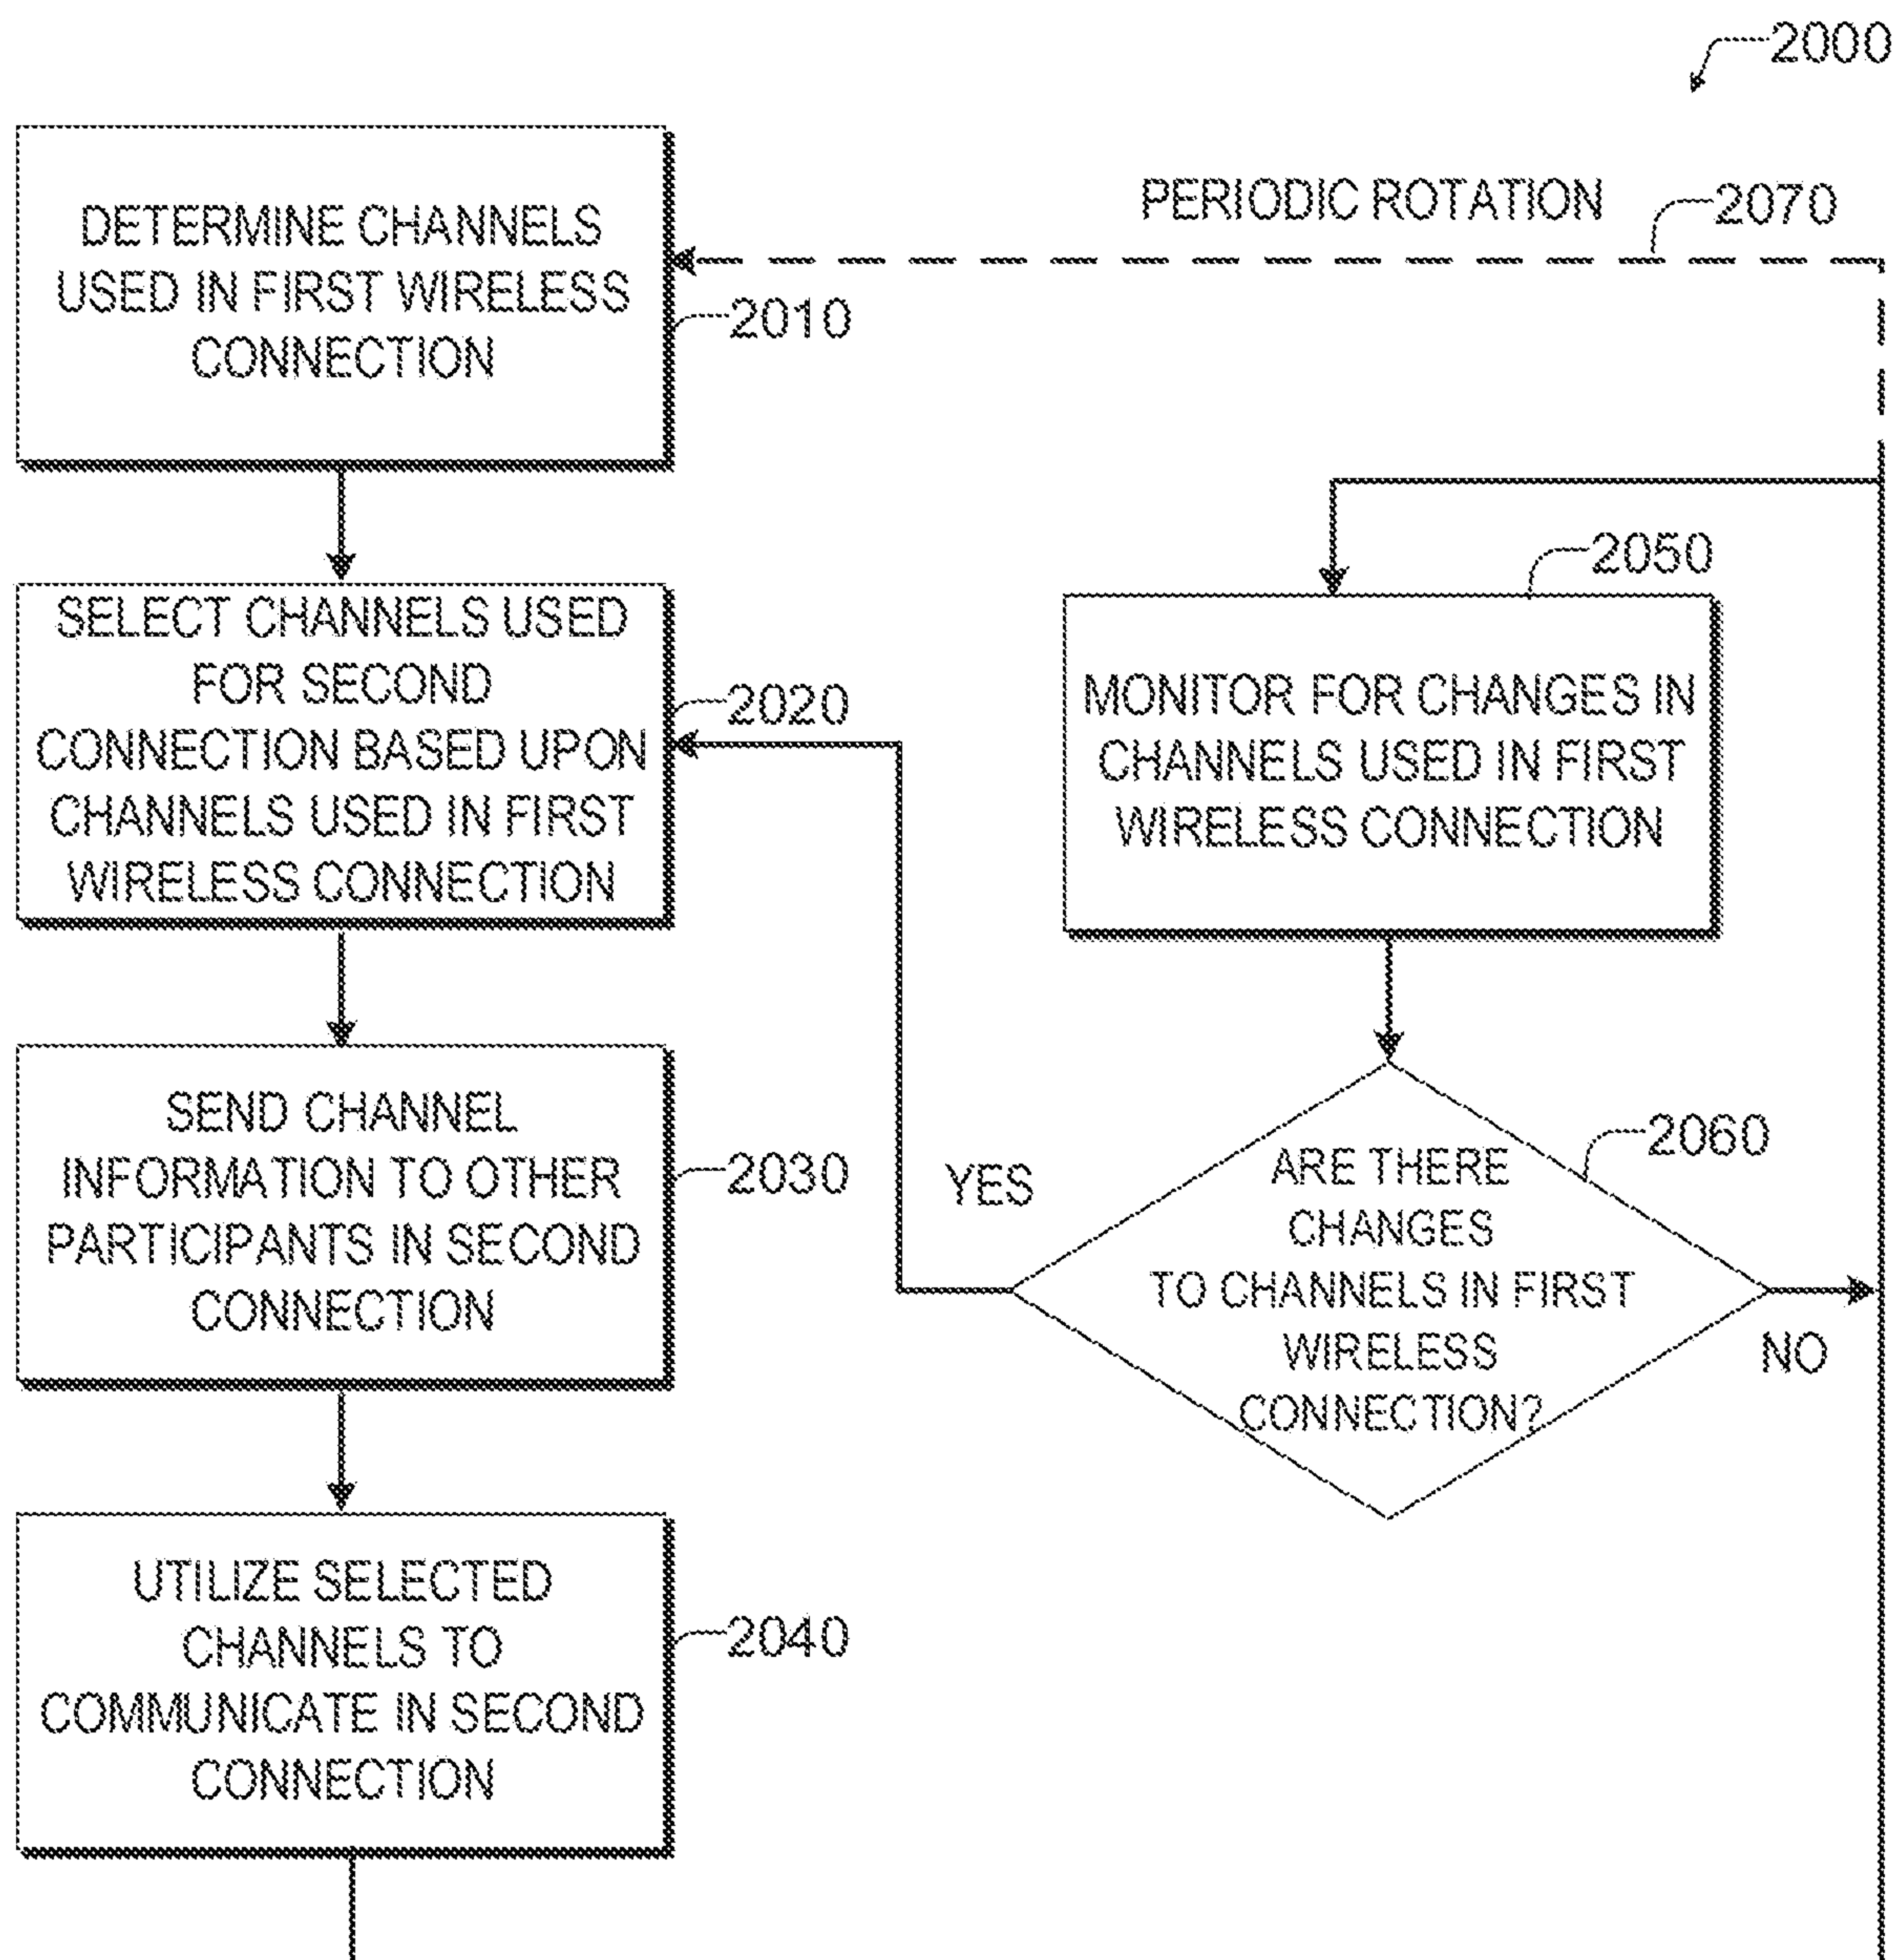 2000
DETERMINE CHANNELS
USED IN FIRST WIRELESS
CONNECTION
2010
PERIODIC ROTATION
2070
SELECT CHANNELS USED
FOR SECOND
CONNECTION BASED UPON
CHANNELS USED IN FIRST
WIRELESS CONNECTION
2020
2050
MONITOR FOR CHANGES IN
CHANNELS USED IN FIRST
WIRELESS CONNECTION
SEND CHANNEL
INFORMATION TO OTHER
PARTICIPANTS IN SECOND
CONNECTION
2030
YES
2060
ARE THERE
CHANGES
TO CHANNELS IN FIRST
WIRELESS
CONNECTION?
NO
UTILIZE SELECTED
CHANNELS TO
COMMUNICATE IN SECOND
CONNECTION
2040